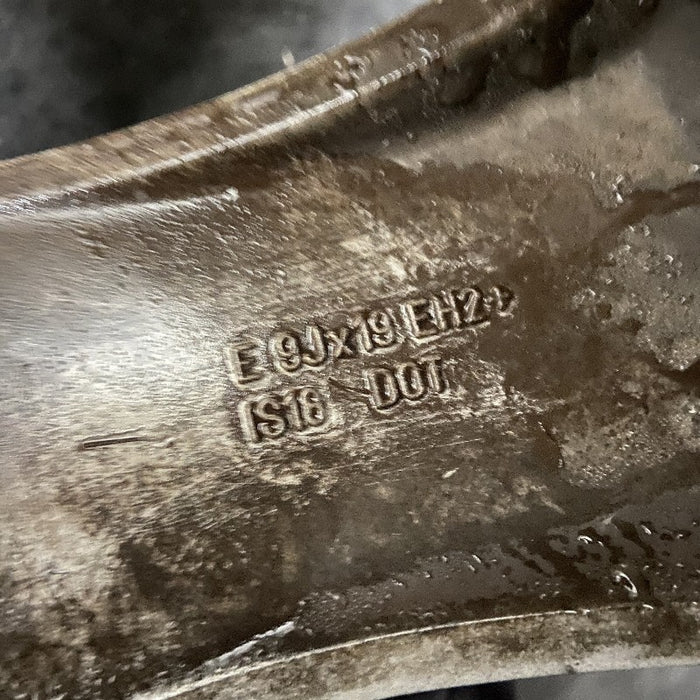 E 9Jx19 EH2+
IS18 DOT